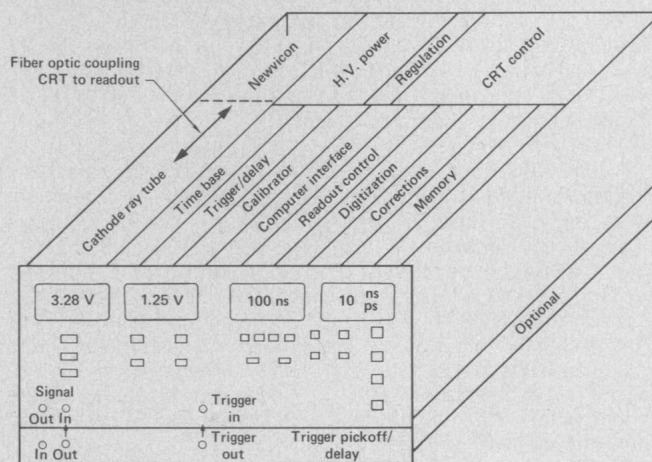 Fiber optic coupling
CRT to readout
Newvicon
H.V. power
Regulation
CRT control
Cathode ray tube
Time base
Trigger/delay
Calibrator
Computer interface
Readout control
Digitization
Corrections
Memory
Optional
3.28 V
1.25 V
100 ns
10 ns
ps
Signal
Out In
Trigger
in
In Out
Trigger
out
Trigger pickoff/
delay